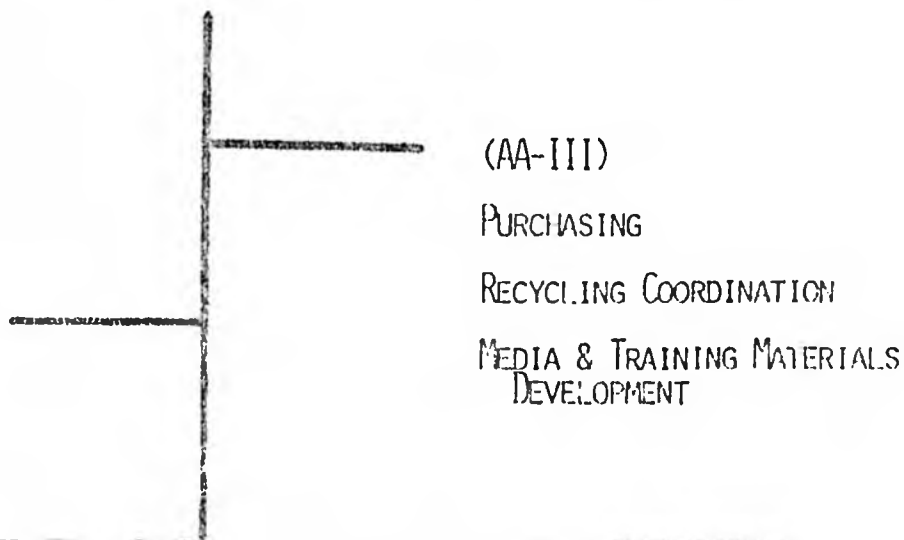 (AA-III)
PURCHASING
RECYCLING COORDINATION
MEDIA & TRAINING MATERIALS
DEVELOPMENT